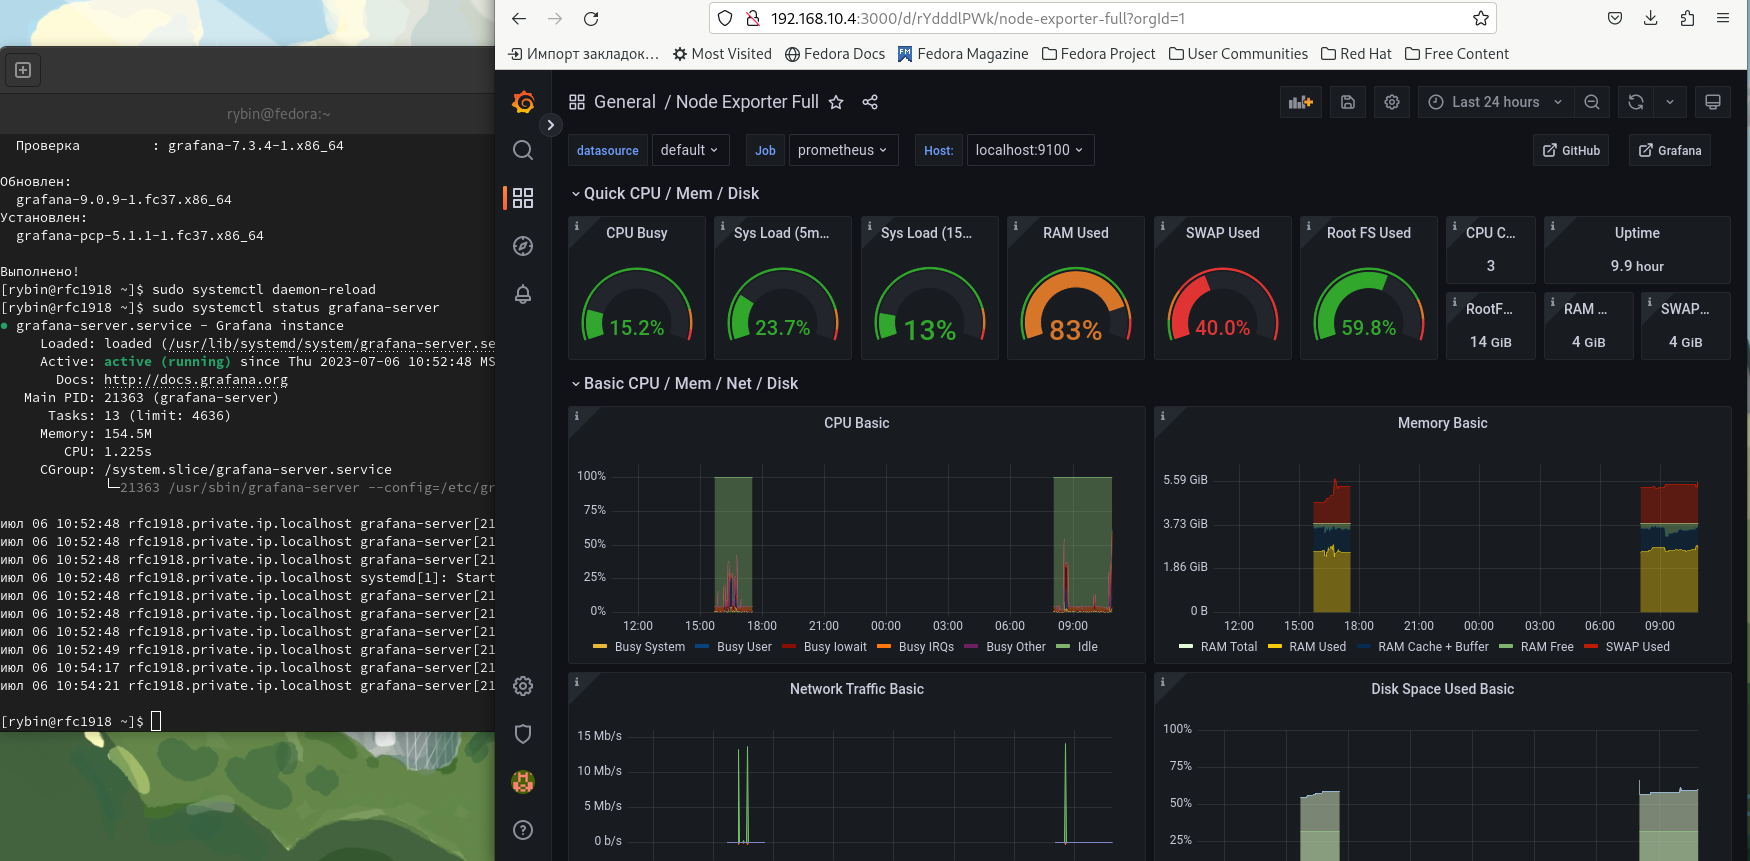 rybin@fedora:~
Проверка : grafana-7.3.4-1.x86_64
Обновлен:
grafana-9.0.9-1.fc37.x86_64
Установлен:
grafana-pcp-5.1.1-1.fc37.x86_64
Выполнено!
[rybin@rfc1918 ~]$ sudo systemctl daemon-reload
[rybin@rfc1918 ~]$ sudo systemctl status grafana-server
● grafana-server.service - Grafana instance
Loaded: loaded (/usr/lib/systemd/system/grafana-server.se
Active: active (running) since Thu 2023-07-06 10:52:48 MS
Docs: http://docs.grafana.org
Main PID: 21363 (grafana-server)
Tasks: 13 (limit: 4636)
Memory: 154.5M
CPU: 1.225s
CGroup: /system.slice/grafana-server.service
└─21363 /usr/sbin/grafana-server --config=/etc/gr
июл 06 10:52:48 rfc1918.private.ip.localhost grafana-server[21
июл 06 10:52:48 rfc1918.private.ip.localhost grafana-server[21
июл 06 10:52:48 rfc1918.private.ip.localhost grafana-server[21
июл 06 10:52:48 rfc1918.private.ip.localhost systemd[1]: Start
июл 06 10:52:48 rfc1918.private.ip.localhost grafana-server[21
июл 06 10:52:48 rfc1918.private.ip.localhost grafana-server[21
июл 06 10:52:48 rfc1918.private.ip.localhost grafana-server[21
июл 06 10:52:49 rfc1918.private.ip.localhost grafana-server[21
июл 06 10:54:17 rfc1918.private.ip.localhost grafana-server[21
июл 06 10:54:21 rfc1918.private.ip.localhost grafana-server[21
[rybin@rfc1918 ~]$
192.168.10.4:3000/d/rYdddlPWk/node-exporter-full?orgId=1
Импорт закладок… Most Visited Fedora Docs Fedora Magazine Fedora Project User Communities Red Hat Free Content
General / Node Exporter Full Last 24 hours
datasource default Job prometheus Host: localhost:9100 GitHub Grafana
Quick CPU / Mem / Disk
CPU Busy Sys Load (5m... Sys Load (15... RAM Used SWAP Used Root FS Used CPU C... Uptime
3 9.9 hour
15.2% 23.7% 13% 83% 40.0% 59.8%
RootF... RAM ... SWAP...
14 GiB 4 GiB 4 GiB
Basic CPU / Mem / Net / Disk
CPU Basic
100%
75%
50%
25%
0%
12:00 15:00 18:00 21:00 00:00 03:00 06:00 09:00
Busy System Busy User Busy Iowait Busy IRQs Busy Other Idle
Memory Basic
5.59 GiB
3.73 GiB
1.86 GiB
0 B
12:00 15:00 18:00 21:00 00:00 03:00 06:00 09:00
RAM Total RAM Used RAM Cache + Buffer RAM Free SWAP Used
Network Traffic Basic
15 Mb/s
10 Mb/s
5 Mb/s
0 b/s
Disk Space Used Basic
100%
75%
50%
25%